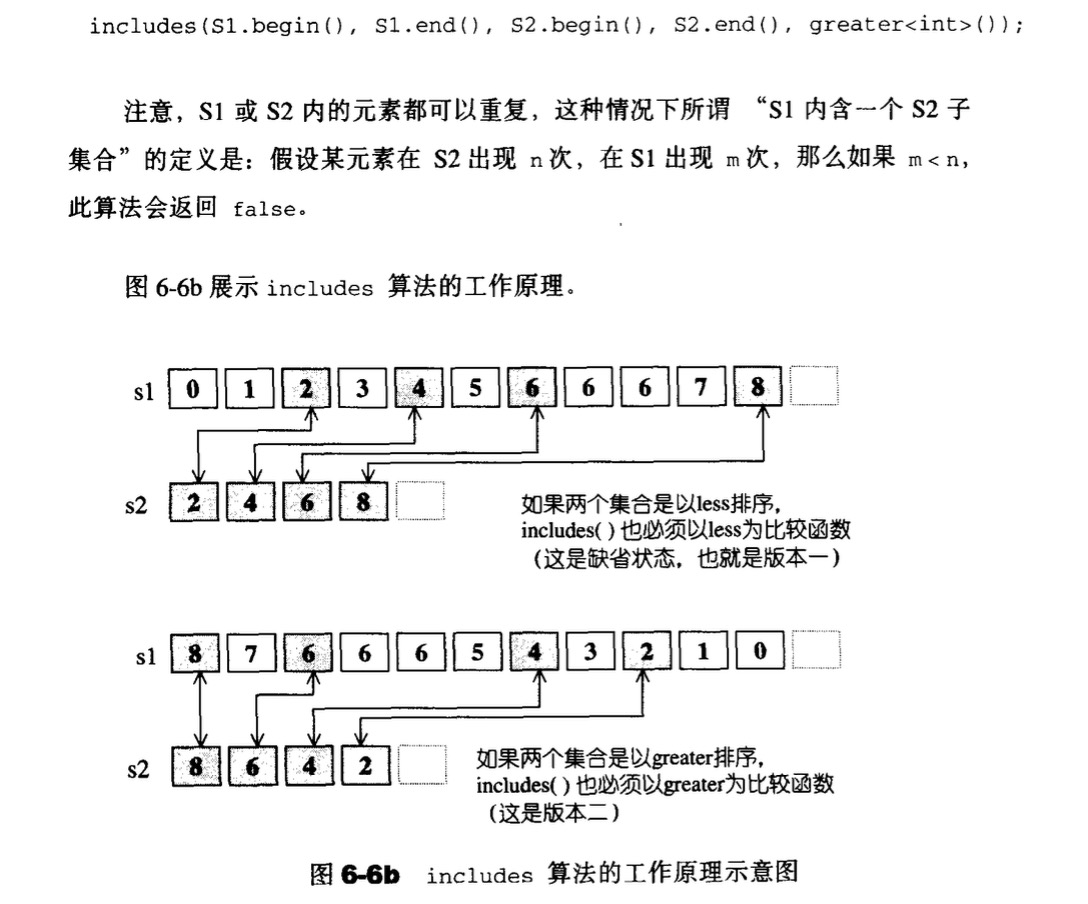 includes(S1.begin(), S1.end(), S2.begin(), S2.end(), greater<int>());
注意，S1 或 S2 内的元素都可以重复，这种情况下所谓 “S1 内含一个 S2 子
集合”的定义是：假设某元素在 S2 出现 n 次，在 S1 出现 m 次，那么如果 m < n，
此算法会返回 false。
图 6-6b 展示 includes 算法的工作原理。
s1 0 1 2 3 4 5 6 6 6 7 8
s2 2 4 6 8
如果两个集合是以less排序，
includes( ) 也必须以less为比较函数
（这是缺省状态，也就是版本一）
s1 8 7 6 6 6 5 4 3 2 1 0
s2 8 6 4 2
如果两个集合是以greater排序，
includes( ) 也必须以greater为比较函数
（这是版本二）
图 6-6b includes 算法的工作原理示意图